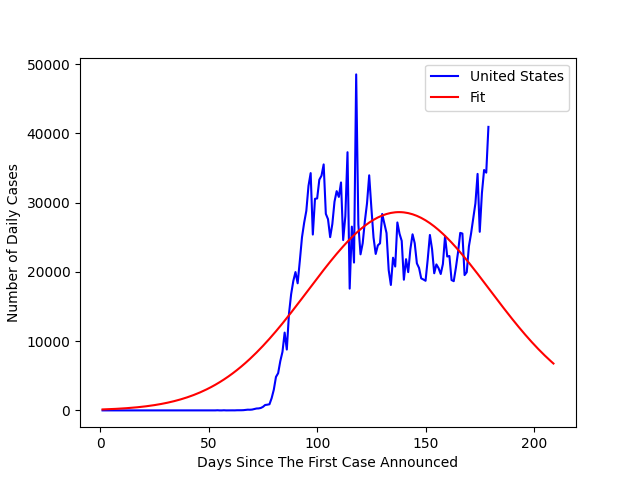 United States
Fit
50000
40000
30000
20000
10000
0
Number of Daily Cases
0 50 100 150 200
Days Since The First Case Announced